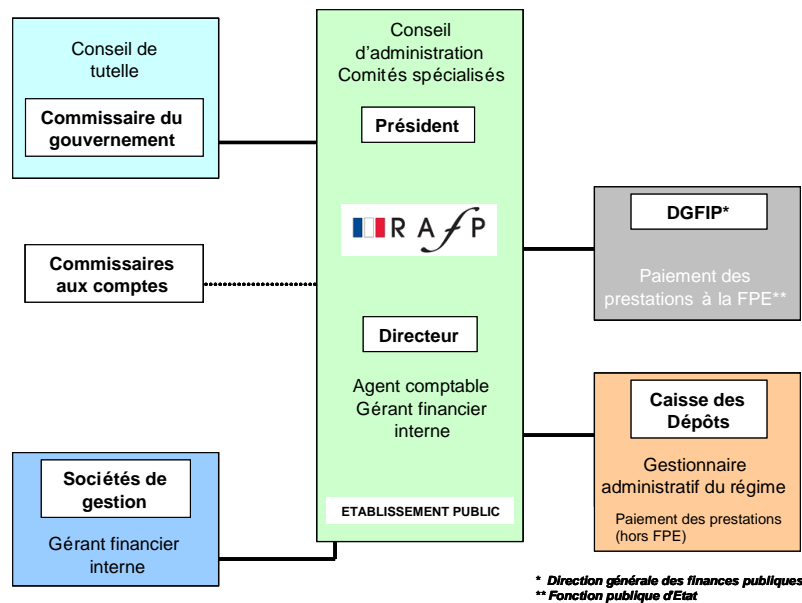 Conseil de
tutelle
Commissaire du
gouvernement
Commissaires
aux comptes
Sociétés de
gestion
Gérant financier
interne
Conseil
d'administration
Comités spécialisés
Président
RAfP
Directeur
Agent comptable
Gérant financier
interne
ETABLISSEMENT PUBLIC
DGFIP*
Paiement des
prestations à la FPE**
Caisse des
Dépôts
Gestionnaire
administratif du régime
Paiement des prestations
(hors FPE)
* Direction générale des finances publiques
** Fonction publique d'Etat